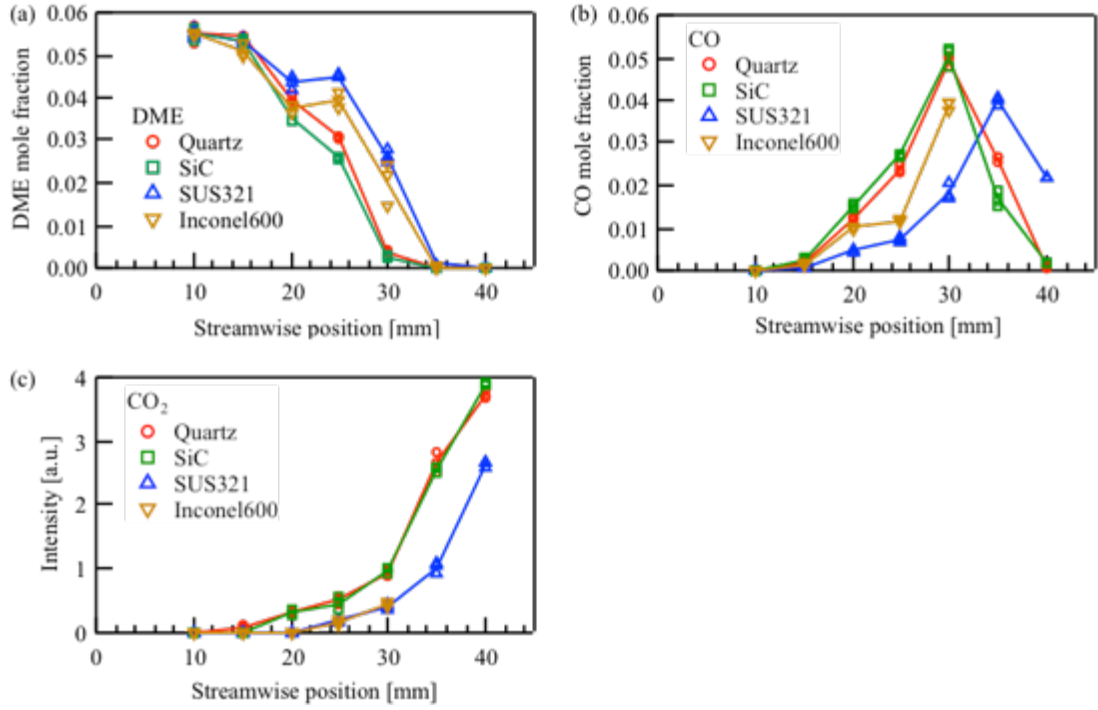 (a)
0.06
0.05
0.04
0.03
0.02
0.01
0.00
DME mole fraction
DME
Quartz
SiC
SUS321
Inconel600
0 10 20 30 40
Streamwise position [mm]
(b)
0.06
0.05
0.04
0.03
0.02
0.01
0.00
CO mole fraction
CO
Quartz
SiC
SUS321
Inconel600
0 10 20 30 40
Streamwise position [mm]
(c)
4
3
2
1
0
Intensity [a.u.]
CO₂
Quartz
SiC
SUS321
Inconel600
0 10 20 30 40
Streamwise position [mm]